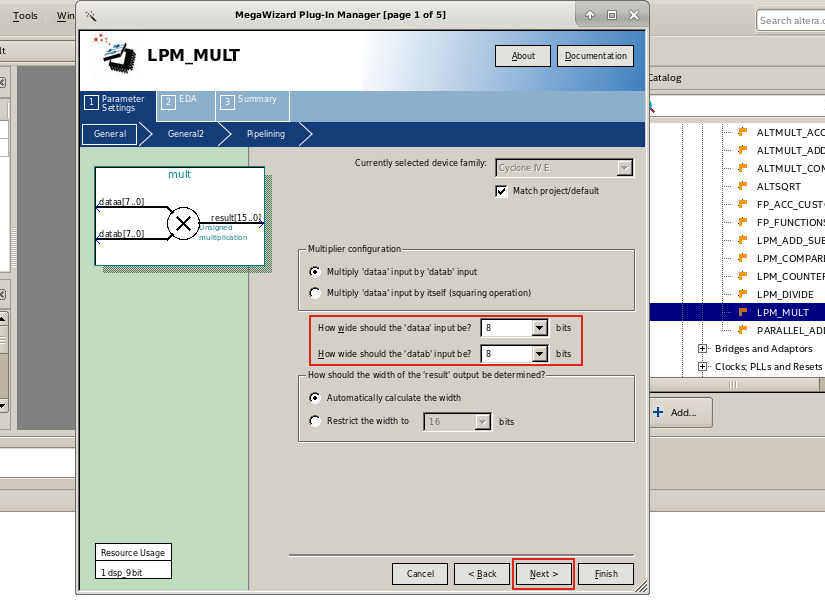 Tools Win
MegaWizard Plug-In Manager [page 1 of 5]
Search altera.c
LPM_MULT
About
Documentation
Catalog
1 Parameter Settings
2 EDA
3 Summary
General
General2
Pipelining
mult
dataa[7..0]
result[15..0]
datab[7..0]
Unsigned
multiplication
Currently selected device family:
Cyclone IV E
Match project/default
Multiplier configuration
Multiply 'dataa' input by 'datab' input
Multiply 'dataa' input by itself (squaring operation)
How wide should the 'dataa' input be? 8 bits
How wide should the 'datab' input be? 8 bits
How should the width of the 'result' output be determined?
Automatically calculate the width
Restrict the width to 16 bits
ALTMULT_ACC
ALTMULT_ADD
ALTMULT_COM
ALTSQRT
FP_ACC_CUST
FP_FUNCTIONS
LPM_ADD_SUB
LPM_COMPARE
LPM_COUNTER
LPM_DIVIDE
LPM_MULT
PARALLEL_ADD
Bridges and Adaptors
Clocks; PLLs and Resets
Add...
Resource Usage
1 dsp_9bit
Cancel
< Back
Next >
Finish